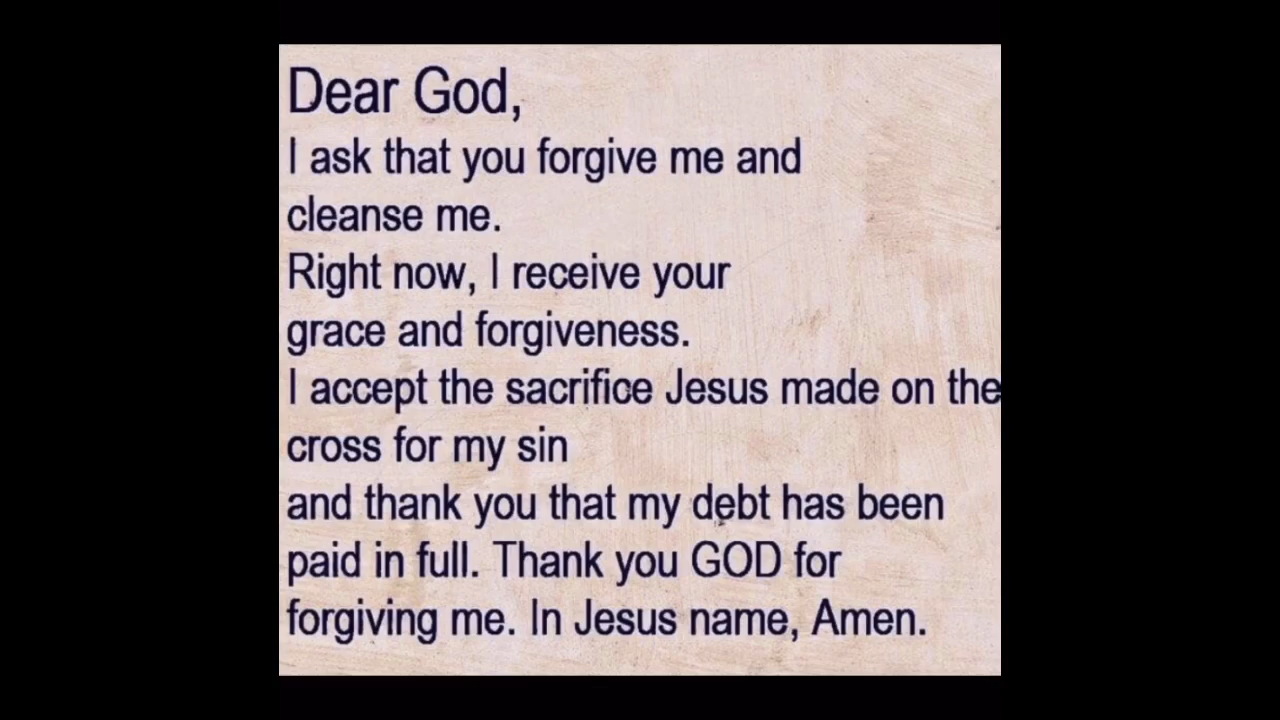 Dear God,
I ask that you forgive me and
cleanse me.
Right now, I receive your
grace and forgiveness.
I accept the sacrifice Jesus made on the
cross for my sin
and thank you that my debt has been
paid in full. Thank you GOD for
forgiving me. In Jesus name, Amen.